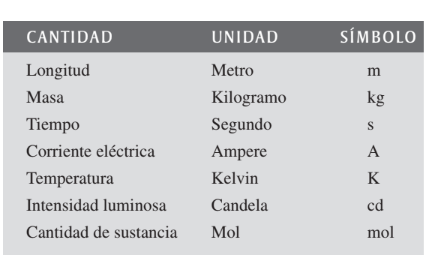 CANTIDAD UNIDAD SÍMBOLO
Longitud Metro m
Masa Kilogramo kg
Tiempo Segundo s
Corriente eléctrica Ampere A
Temperatura Kelvin K
Intensidad luminosa Candela cd
Cantidad de sustancia Mol mol